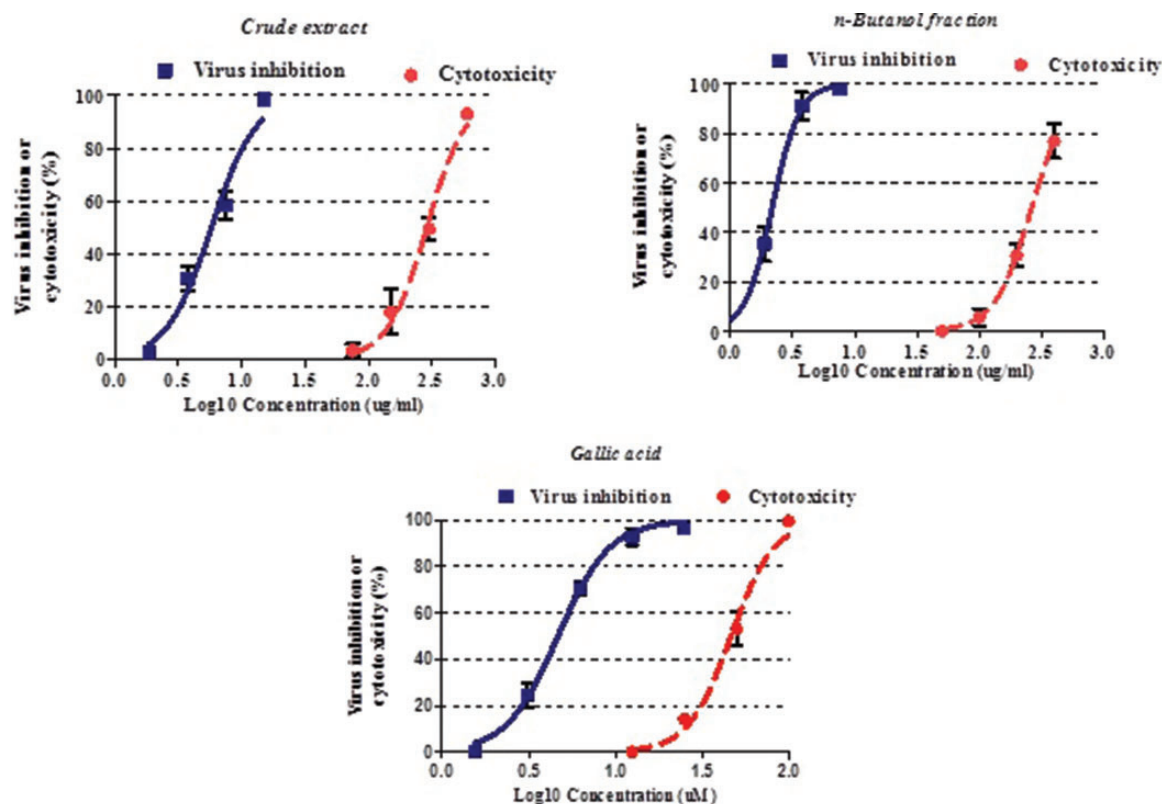 Crude extract
Virus inhibition
Cytotoxicity
Virus inhibition or
cytotoxicity (%)
100
80
60
40
20
0
0.0 0.5 1.0 1.5 2.0 2.5 3.0
Log10 Concentration (ug/ml)
n-Butanol fraction
Virus inhibition
Cytotoxicity
Virus inhibition or
cytotoxicity (%)
100
80
60
40
20
0
0.0 0.5 1.0 1.5 2.0 2.5 3.0
Log10 Concentration (ug/ml)
Gallic acid
Virus inhibition
Cytotoxicity
Virus inhibition or
cytotoxicity (%)
100
80
60
40
20
0
0.0 0.5 1.0 1.5 2.0
Log10 Concentration (uM)